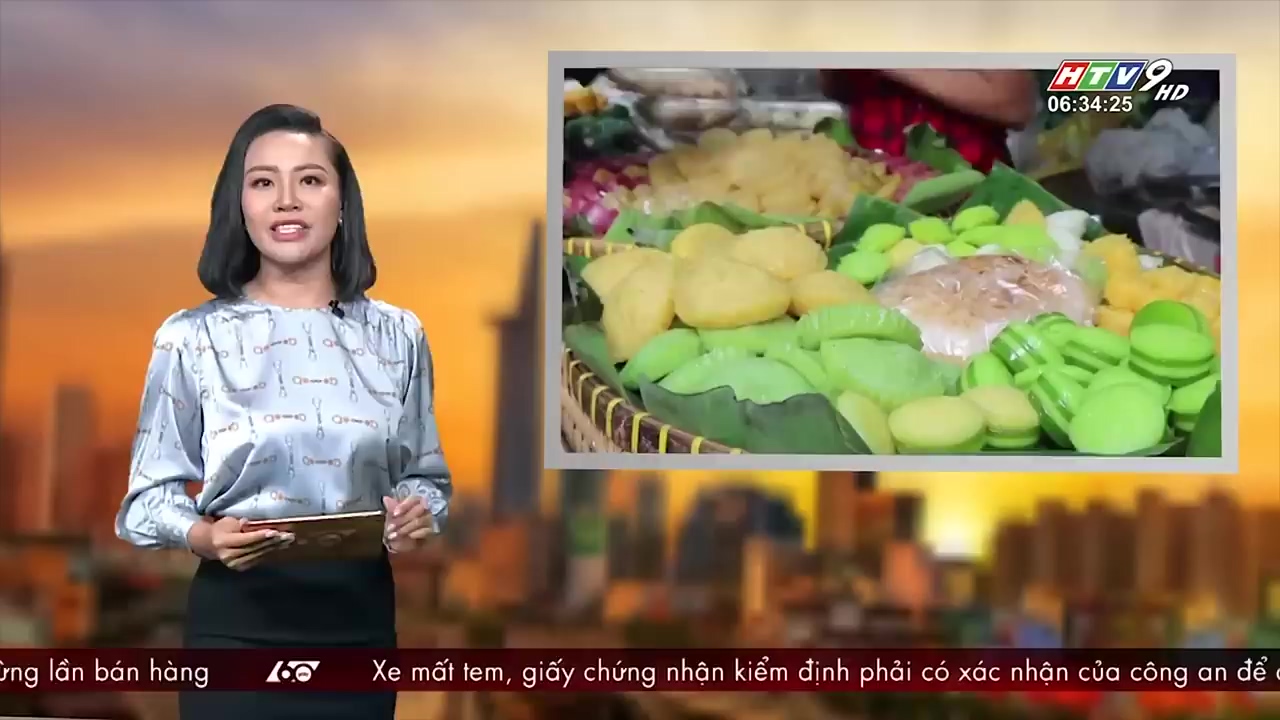 HTV9 HD
06:34:25
ừng lần bán hàng
60 giây
Xe mất tem, giấy chứng nhận kiểm định phải có xác nhận của công an để